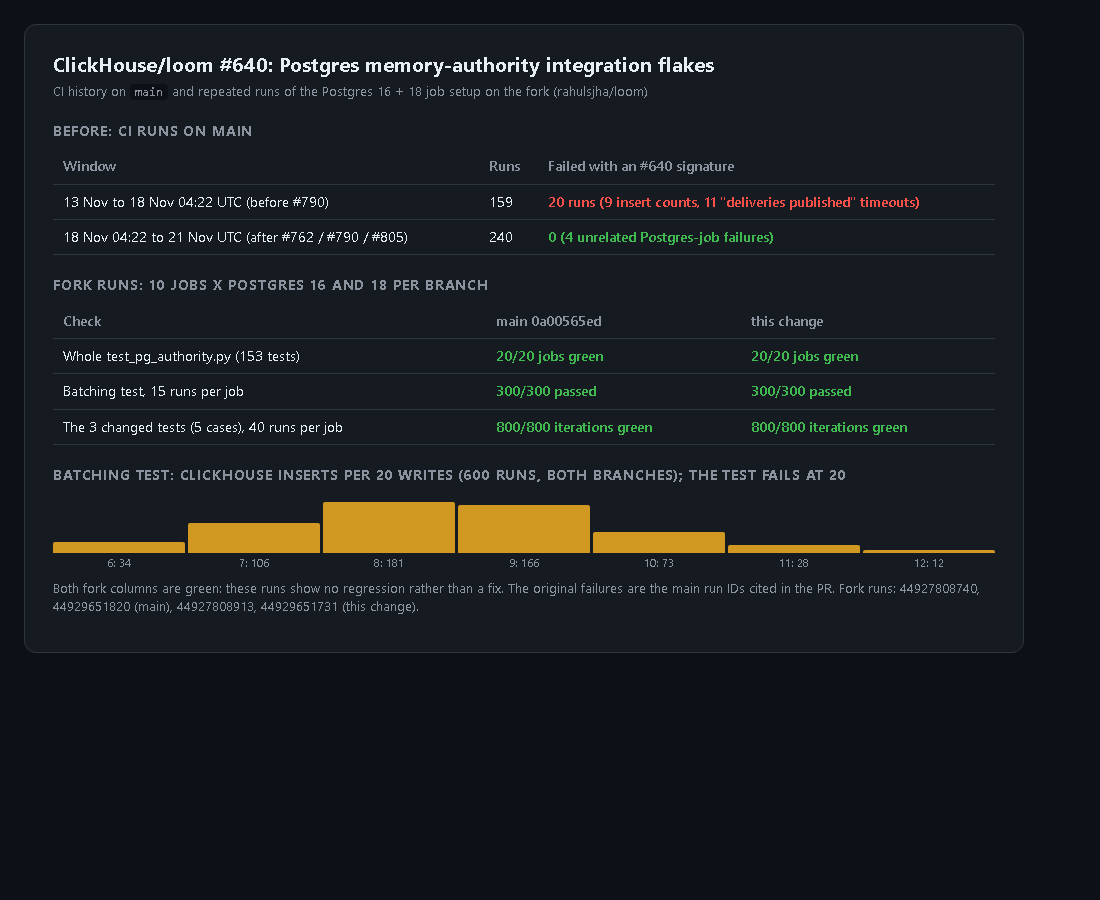 ClickHouse/loom #640: Postgres memory-authority integration flakes
CI history on main and repeated runs of the Postgres 16 + 18 job setup on the fork (rahulsjha/loom)
BEFORE: CI RUNS ON MAIN
Window Runs Failed with an #640 signature
13 Nov to 18 Nov 04:22 UTC (before #790) 159 20 runs (9 insert counts, 11 "deliveries published" timeouts)
18 Nov 04:22 to 21 Nov UTC (after #762 / #790 / #805) 240 0 (4 unrelated Postgres-job failures)
FORK RUNS: 10 JOBS X POSTGRES 16 AND 18 PER BRANCH
Check main 0a00565ed this change
Whole test_pg_authority.py (153 tests) 20/20 jobs green 20/20 jobs green
Batching test, 15 runs per job 300/300 passed 300/300 passed
The 3 changed tests (5 cases), 40 runs per job 800/800 iterations green 800/800 iterations green
BATCHING TEST: CLICKHOUSE INSERTS PER 20 WRITES (600 RUNS, BOTH BRANCHES); THE TEST FAILS AT 20
6: 34 7: 106 8: 181 9: 166 10: 73 11: 28 12: 12
Both fork columns are green: these runs show no regression rather than a fix. The original failures are the main run IDs cited in the PR. Fork runs: 44927808740,
44929651820 (main), 44927808913, 44929651731 (this change).